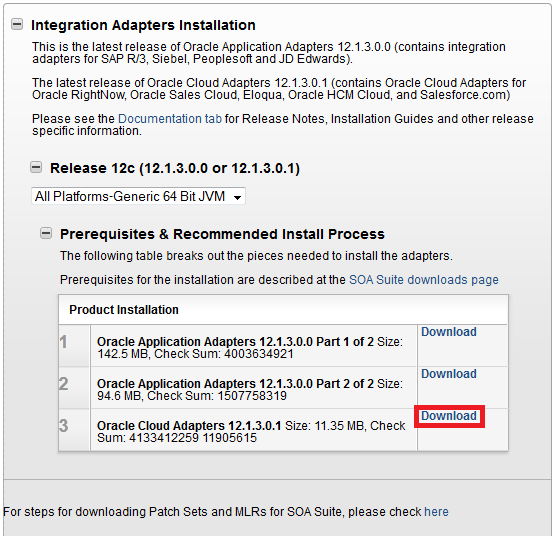 Integration Adapters Installation
This is the latest release of Oracle Application Adapters 12.1.3.0.0 (contains integration
adapters for SAP R/3, Siebel, Peoplesoft and JD Edwards).
The latest release of Oracle Cloud Adapters 12.1.3.0.1 (contains Oracle Cloud Adapters for
Oracle RightNow, Oracle Sales Cloud, Eloqua, Oracle HCM Cloud, and Salesforce.com)
Please see the Documentation tab for Release Notes, Installation Guides and other release
specific information.
Release 12c (12.1.3.0.0 or 12.1.3.0.1)
All Platforms-Generic 64 Bit JVM
Prerequisites & Recommended Install Process
The following table breaks out the pieces needed to install the adapters.
Prerequisites for the installation are described at the SOA Suite downloads page
Product Installation
1 Oracle Application Adapters 12.1.3.0.0 Part 1 of 2 Size: Download
142.5 MB, Check Sum: 4003634921
2 Oracle Application Adapters 12.1.3.0.0 Part 2 of 2 Size: Download
94.6 MB, Check Sum: 1507758319
3 Oracle Cloud Adapters 12.1.3.0.1 Size: 11.35 MB, Check Download
Sum: 4133412259 11905615
For steps for downloading Patch Sets and MLRs for SOA Suite, please check here